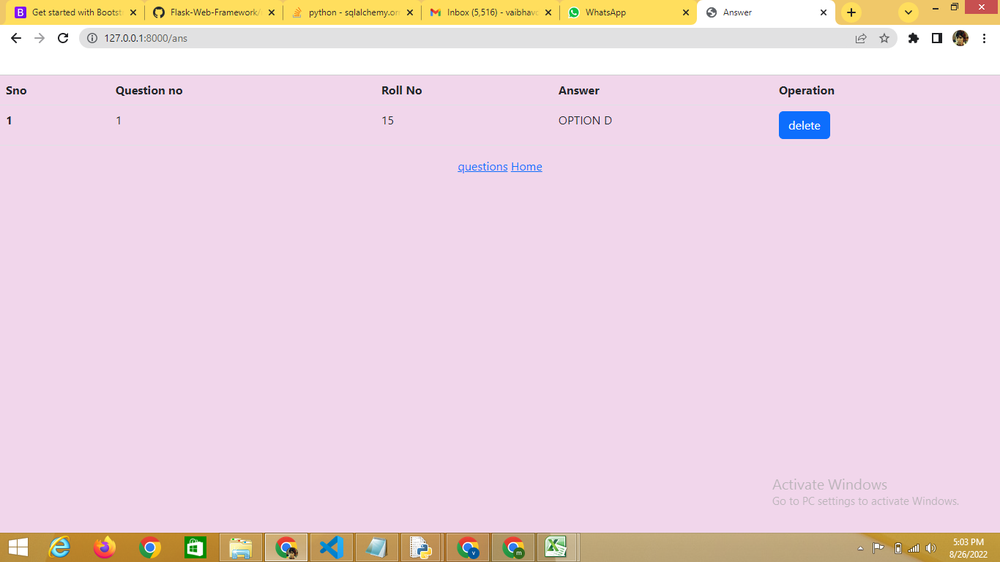 Get started with Bootst
Flask-Web-Framework/
python - sqlalchemy.or
Inbox (5,516) - vaibhavc
WhatsApp
Answer
127.0.0.1:8000/ans
Sno Question no Roll No Answer Operation
1 1 15 OPTION D delete
questions Home
Activate Windows
Go to PC settings to activate Windows.
5:03 PM
8/26/2022